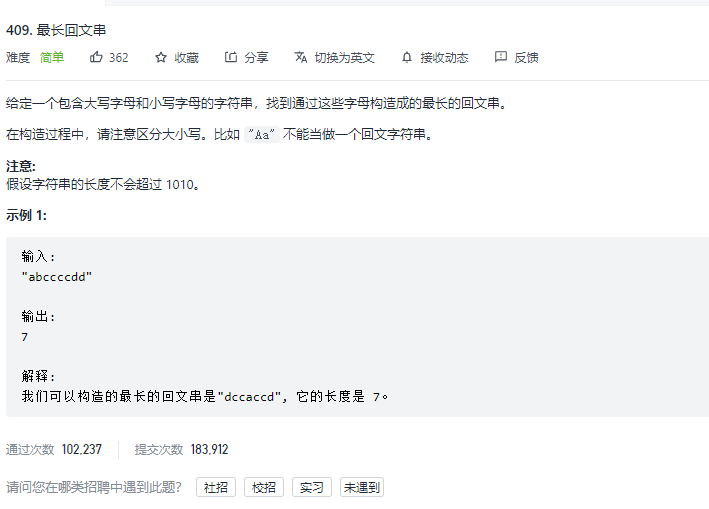 409. 最长回文串
难度 简单 362 收藏 分享 切换为英文 接收动态 反馈
给定一个包含大写字母和小写字母的字符串，找到通过这些字母构造成的最长的回文串。
在构造过程中，请注意区分大小写。比如 "Aa" 不能当做一个回文字符串。
注意:
假设字符串的长度不会超过 1010。
示例 1:
输入:
"abccccdd"
输出:
7
解释:
我们可以构造的最长的回文串是"dccaccd", 它的长度是 7。
通过次数 102,237 提交次数 183,912
请问您在哪类招聘中遇到此题？ 社招 校招 实习 未遇到